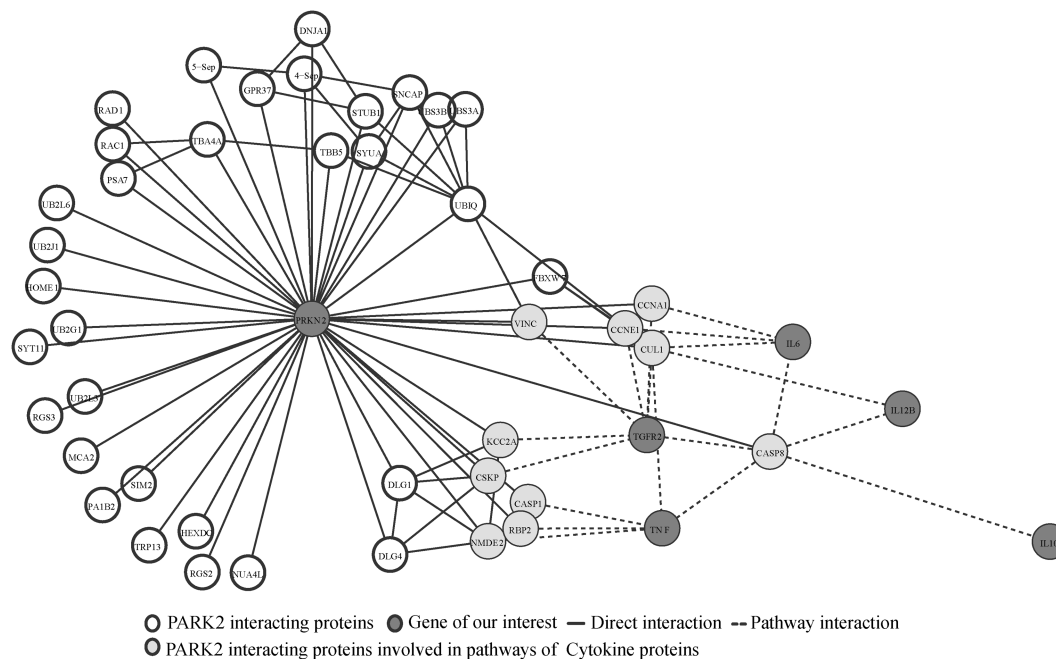 DNJA1
5-Sep
4-Sep
GPR37
SNCAP
STUB1
UBS3A
RAD1
RAC1
TBA4A
TBB5
SYUA
PSA7
UB2L6
UBIQ
UB2J1
FBXW7
HOME1
CCNA1
PRKN2
VINC
CCNE1
UB2G1
IL6
SYT11
CUL1
UB2L3
IL12B
RGS3
TGFR2
KCC2A
CASP8
MCA2
CSKP
SIM2
DLG1
PA1B2
CASP1
RBP2
TNF
HEXDC
TRP13
NMDE2
DLG4
RGS2
NUA4L
PARK2 interacting proteins Gene of our interest Direct interaction Pathway interaction
PARK2 interacting proteins involved in pathways of Cytokine proteins